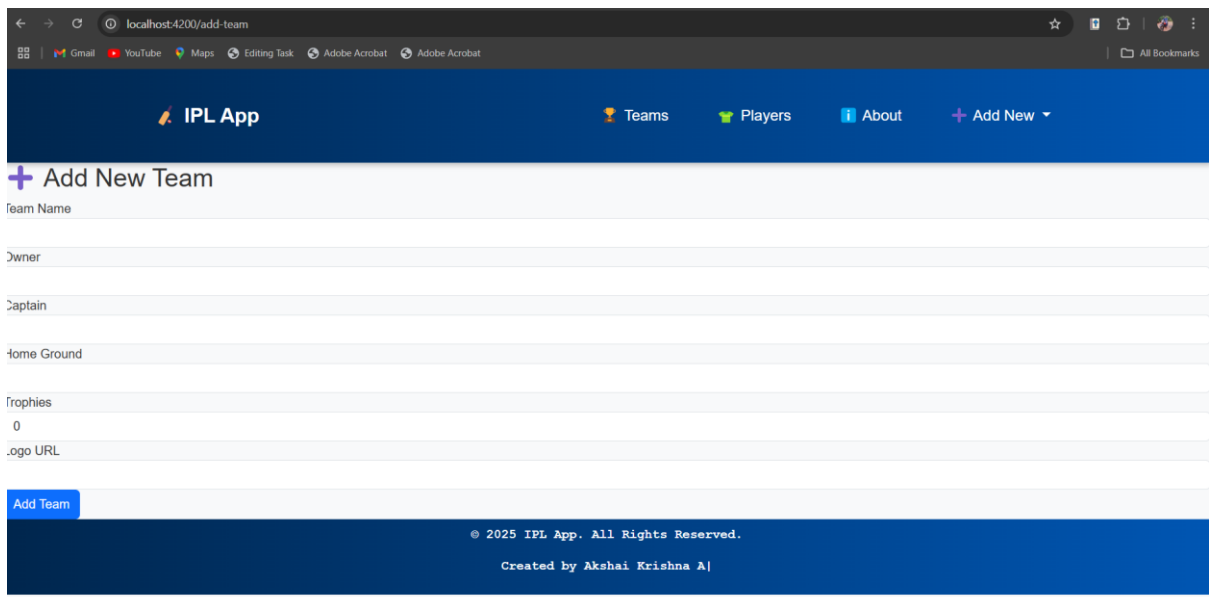 localhost:4200/add-team
Gmail YouTube Maps Editing Task Adobe Acrobat Adobe Acrobat All Bookmarks
IPL App Teams Players About Add New
Add New Team
Team Name
Owner
Captain
Home Ground
Trophies
0
Logo URL
Add Team
© 2025 IPL App. All Rights Reserved.
Created by Akshai Krishna A|